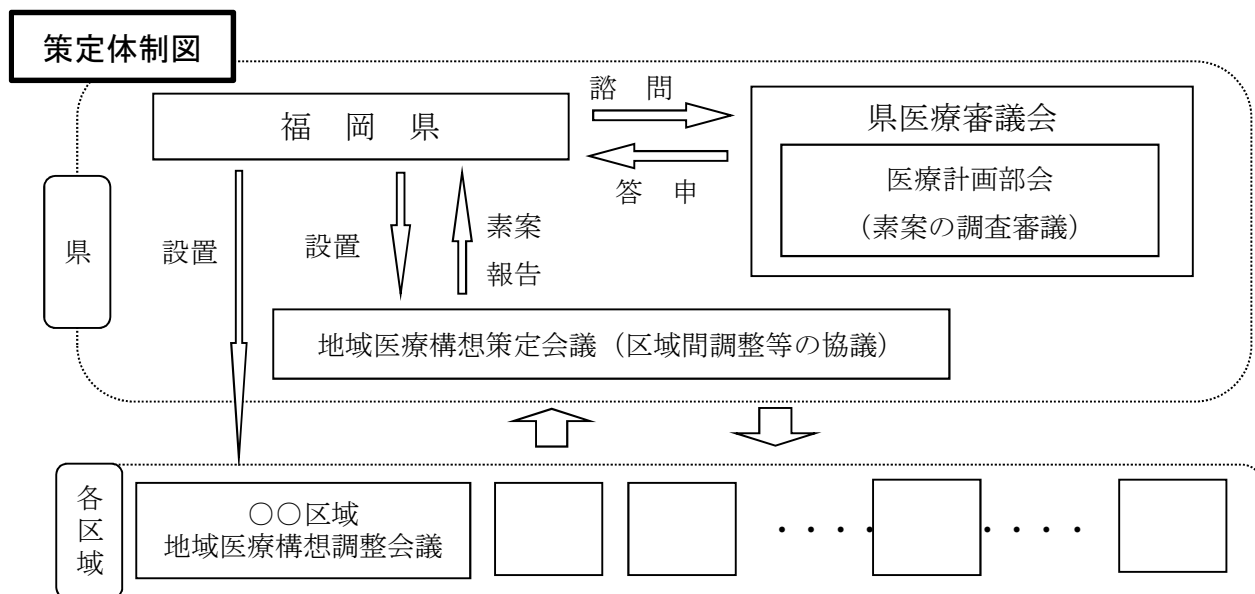 策定体制図
福岡県
諮問
答申
県医療審議会
医療計画部会
（素案の調査審議）
県
設置
設置
素案
報告
地域医療構想策定会議（区域間調整等の協議）
各区域
〇〇区域
地域医療構想調整会議
・・・・
・・・・